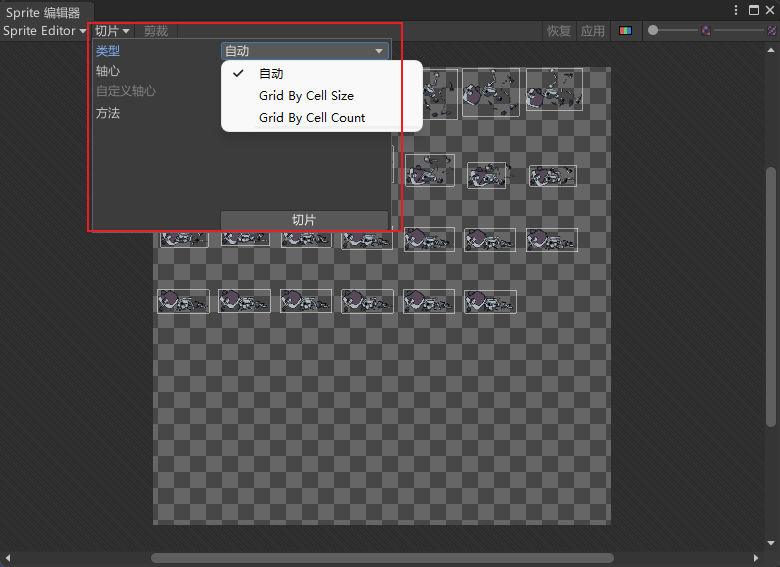 Sprite 编辑器
Sprite Editor 切片 剪裁 恢复 应用
类型 自动
轴心
自定义轴心
方法
自动
Grid By Cell Size
Grid By Cell Count
切片